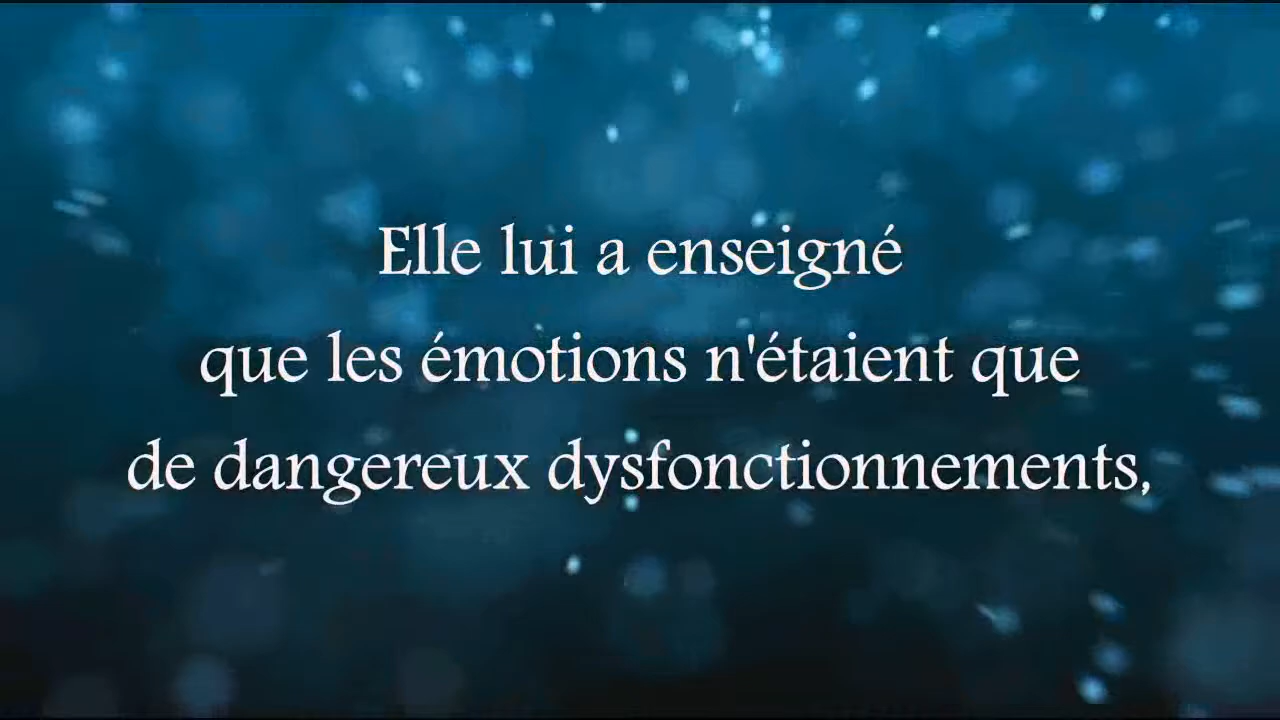 Elle lui a enseigné
que les émotions n'étaient que
de dangereux dysfonctionnements,